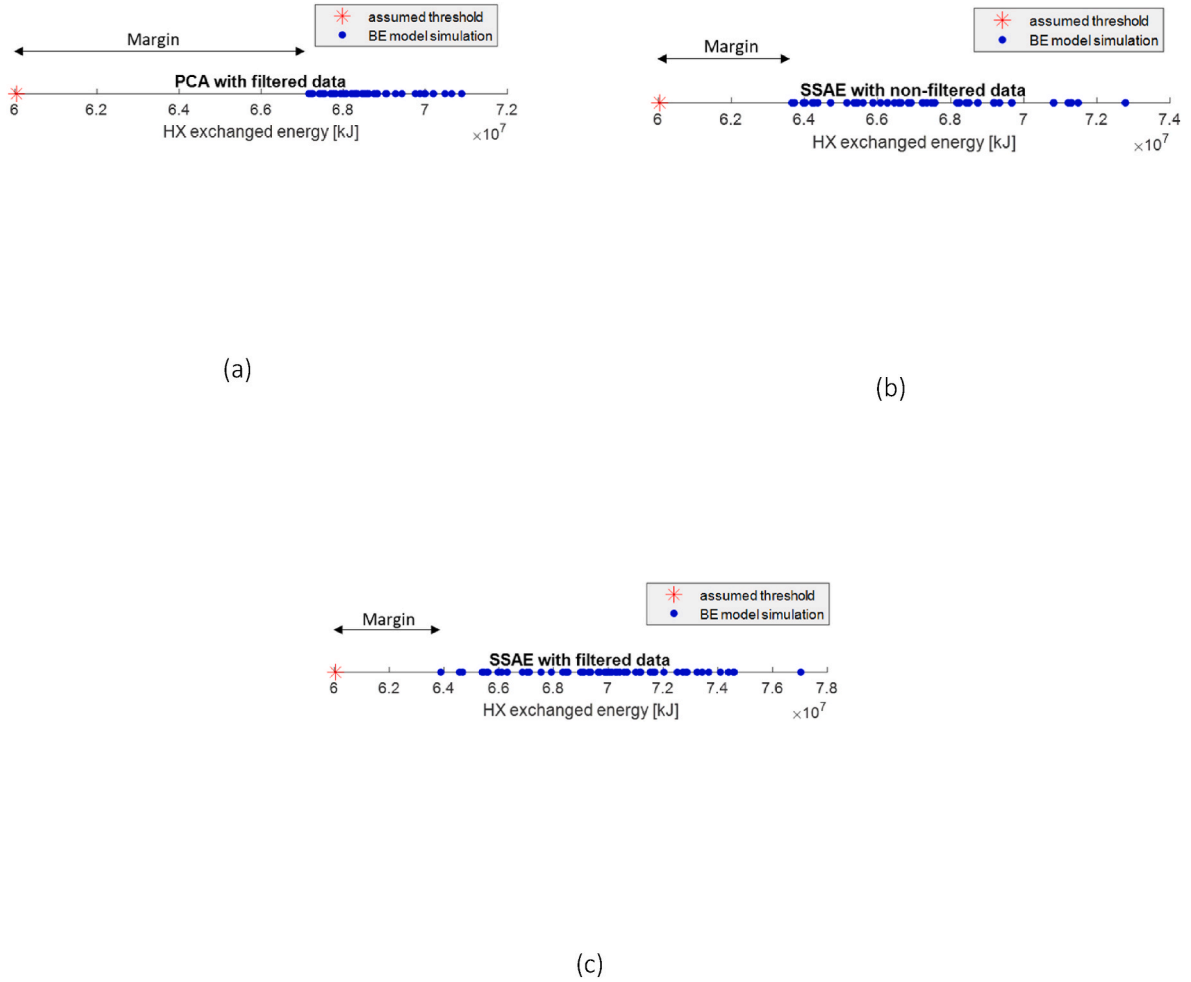 assumed threshold
BE model simulation
Margin
PCA with filtered data
6 6.2 6.4 6.6 6.8 7 7.2
HX exchanged energy [kJ]
×10^7
(a)
assumed threshold
BE model simulation
Margin
SSAE with non-filtered data
6 6.2 6.4 6.6 6.8 7 7.2 7.4
HX exchanged energy [kJ]
×10^7
(b)
assumed threshold
BE model simulation
Margin
SSAE with filtered data
6 6.2 6.4 6.6 6.8 7 7.2 7.4 7.6 7.8
HX exchanged energy [kJ]
×10^7
(c)